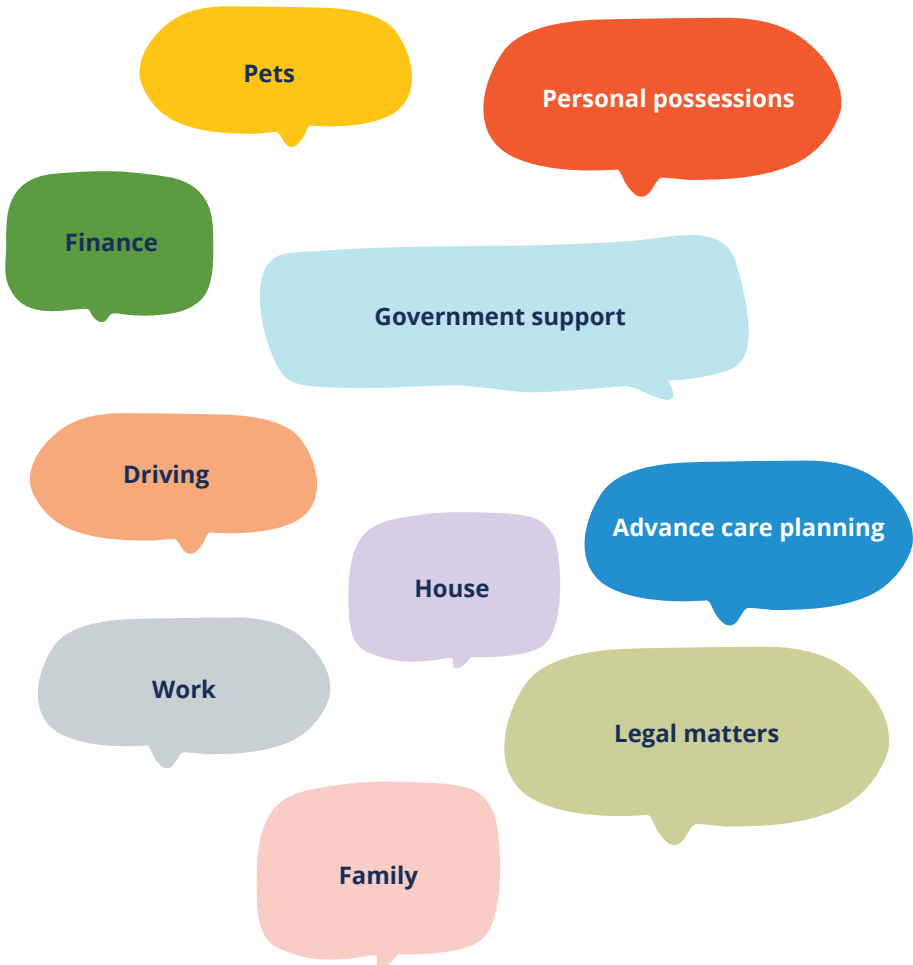 Pets
Personal possessions
Finance
Government support
Driving
Advance care planning
House
Work
Legal matters
Family